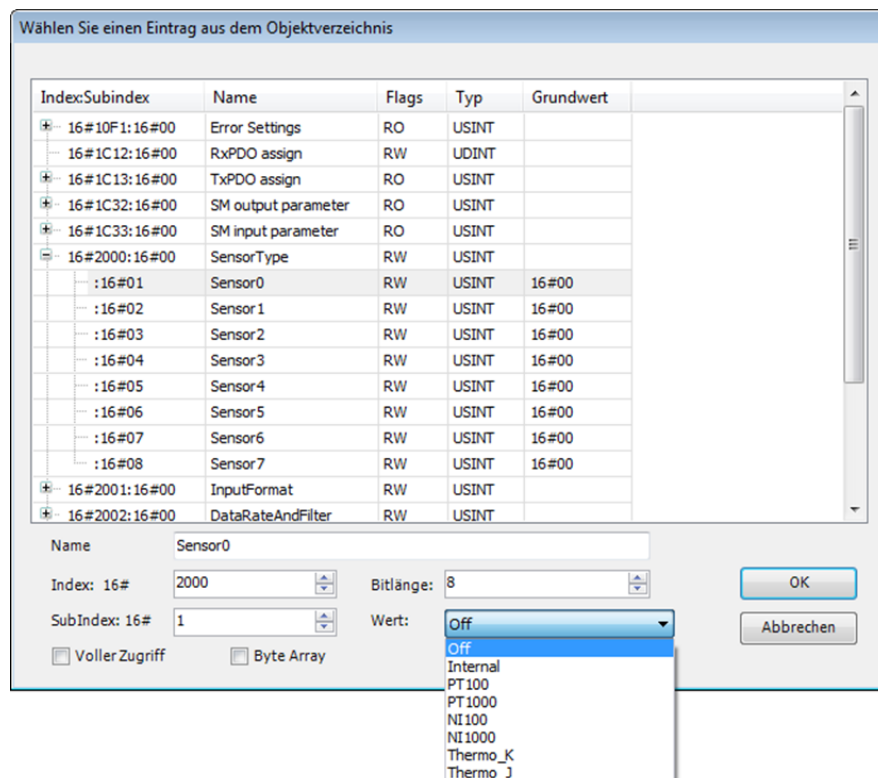 Wählen Sie einen Eintrag aus dem Objektverzeichnis
Index:Subindex Name Flags Typ Grundwert
16#10F1:16#00 Error Settings RO USINT
16#1C12:16#00 RxPDO assign RW UDINT
16#1C13:16#00 TxPDO assign RO USINT
16#1C32:16#00 SM output parameter RO USINT
16#1C33:16#00 SM input parameter RO USINT
16#2000:16#00 SensorType RW USINT
:16#01 Sensor0 RW USINT 16#00
:16#02 Sensor1 RW USINT 16#00
:16#03 Sensor2 RW USINT 16#00
:16#04 Sensor3 RW USINT 16#00
:16#05 Sensor4 RW USINT 16#00
:16#06 Sensor5 RW USINT 16#00
:16#07 Sensor6 RW USINT 16#00
:16#08 Sensor7 RW USINT 16#00
16#2001:16#00 InputFormat RW USINT
16#2002:16#00 DataRateAndFilter RW USINT
Name Sensor0
Index: 16# 2000 Bitlänge: 8 OK
SubIndex: 16# 1 Wert: Off Abbrechen
Voller Zugriff Byte Array
Off
Internal
PT100
PT1000
NI100
NI1000
Thermo_K
Thermo_J